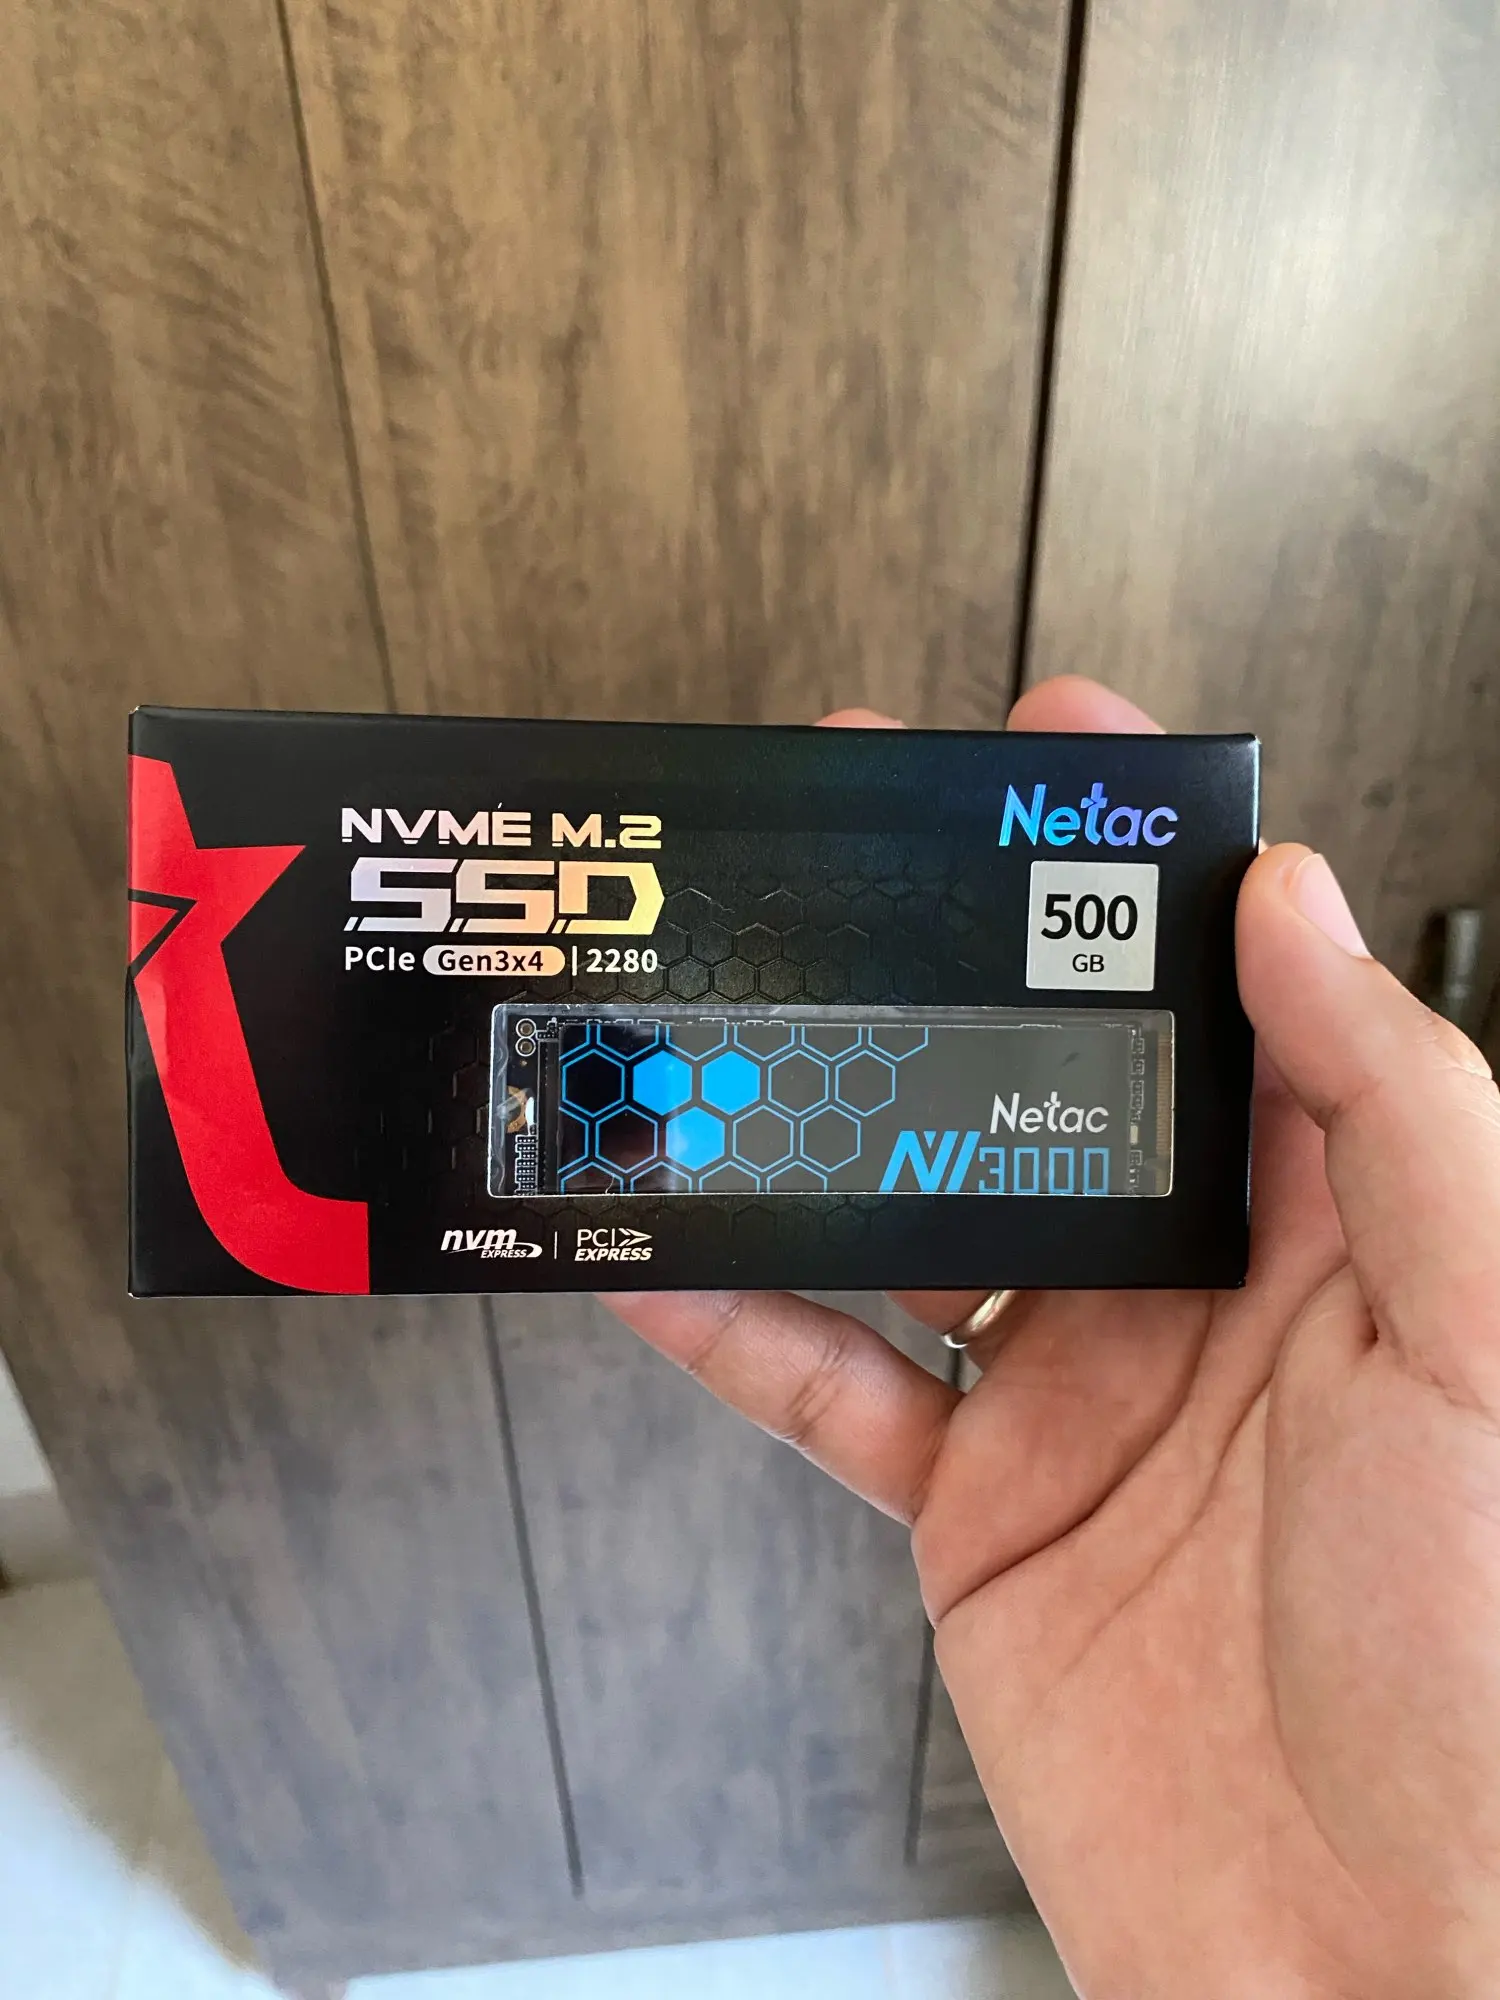 NVME M.2
SSD
PCIe Gen3x4 | 2280
Netac
500
GB
Netac
NV3000
nvm
EXPRESS
PCI
EXPRESS